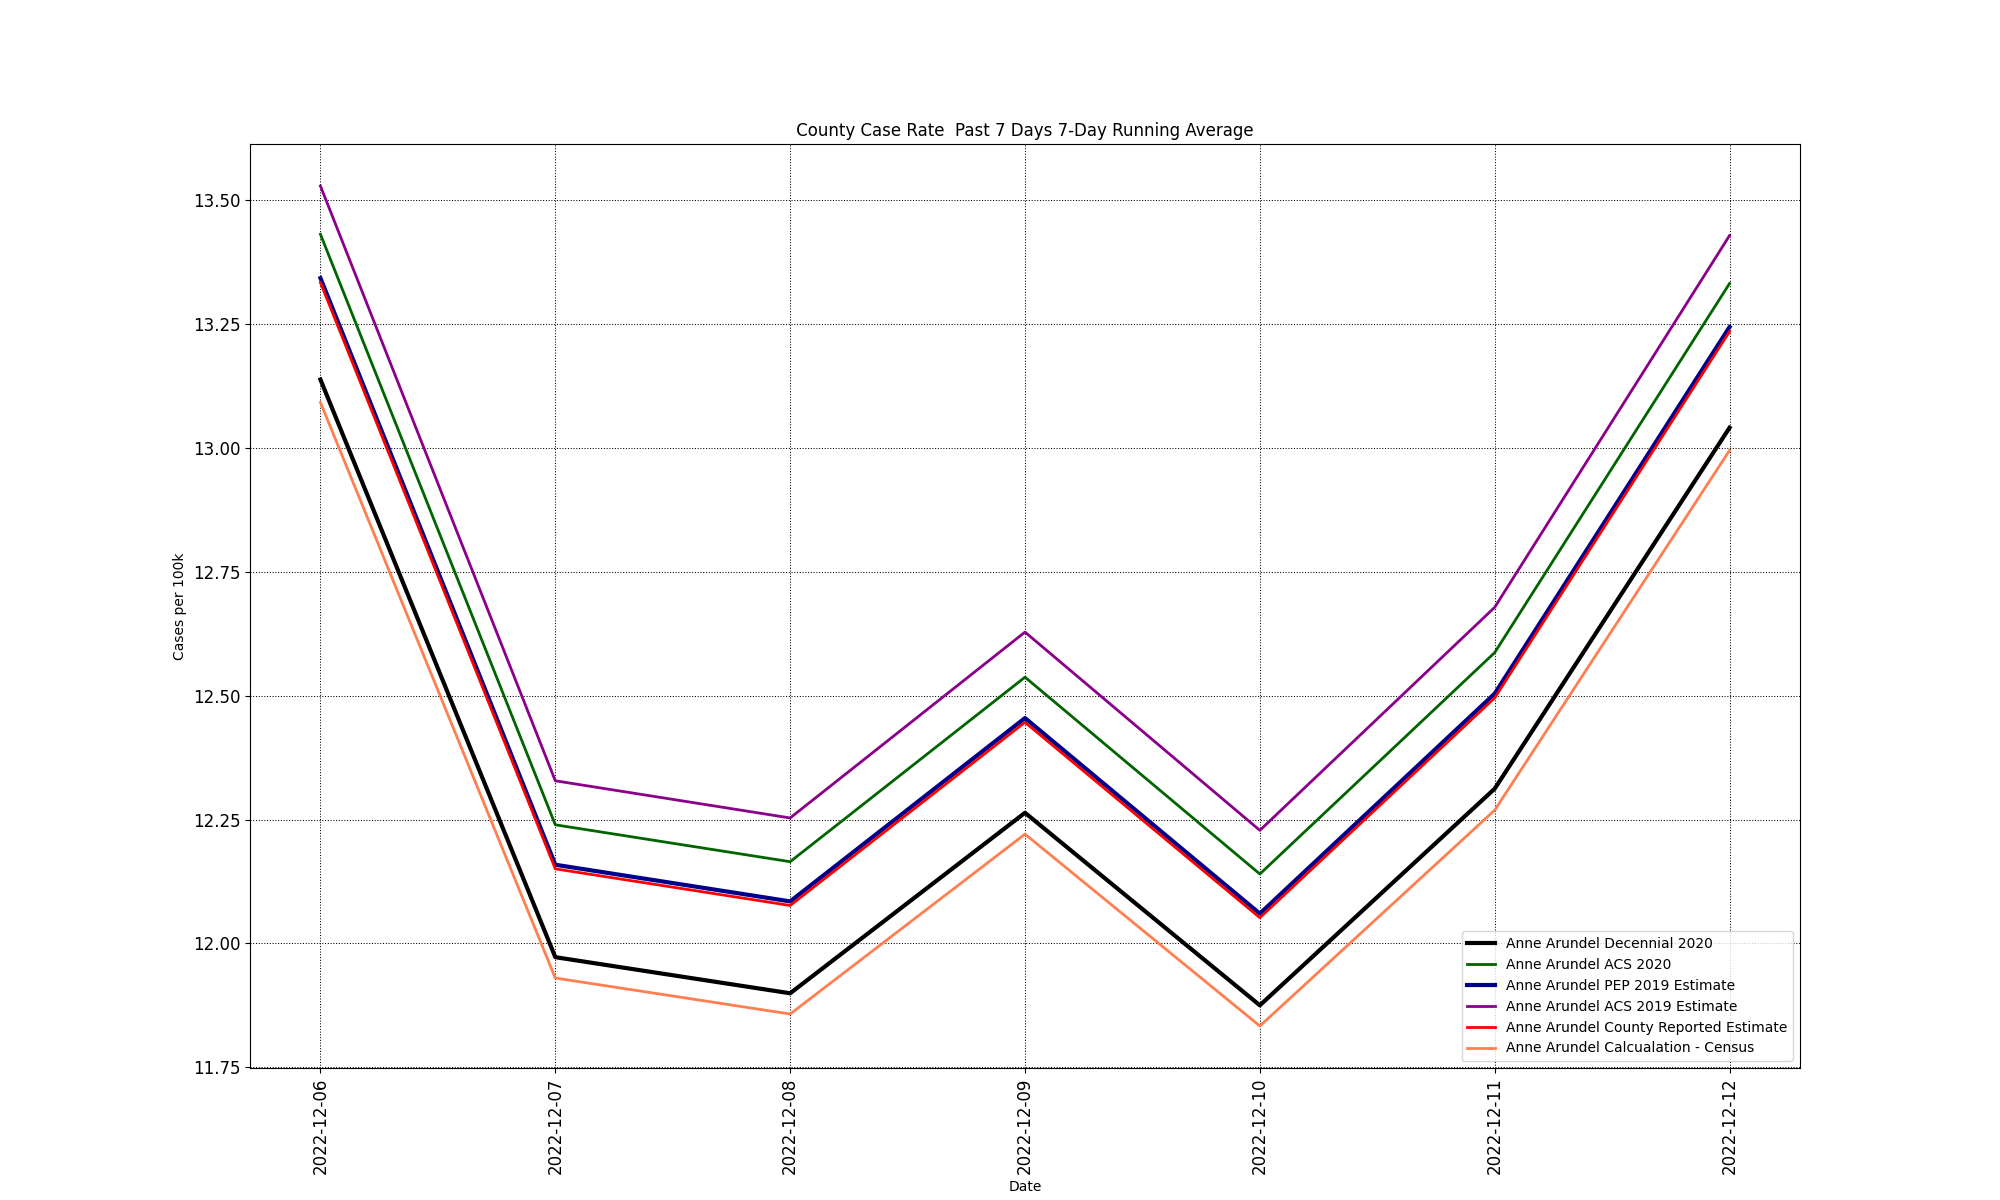 County Case Rate  Past 7 Days 7-Day Running Average
Cases per 100k
13.50
13.25
13.00
12.75
12.50
12.25
12.00
11.75
Anne Arundel Decennial 2020
Anne Arundel ACS 2020
Anne Arundel PEP 2019 Estimate
Anne Arundel ACS 2019 Estimate
Anne Arundel County Reported Estimate
Anne Arundel Calcualation - Census
2022-12-06
2022-12-07
2022-12-08
2022-12-09
2022-12-10
2022-12-11
2022-12-12
Date